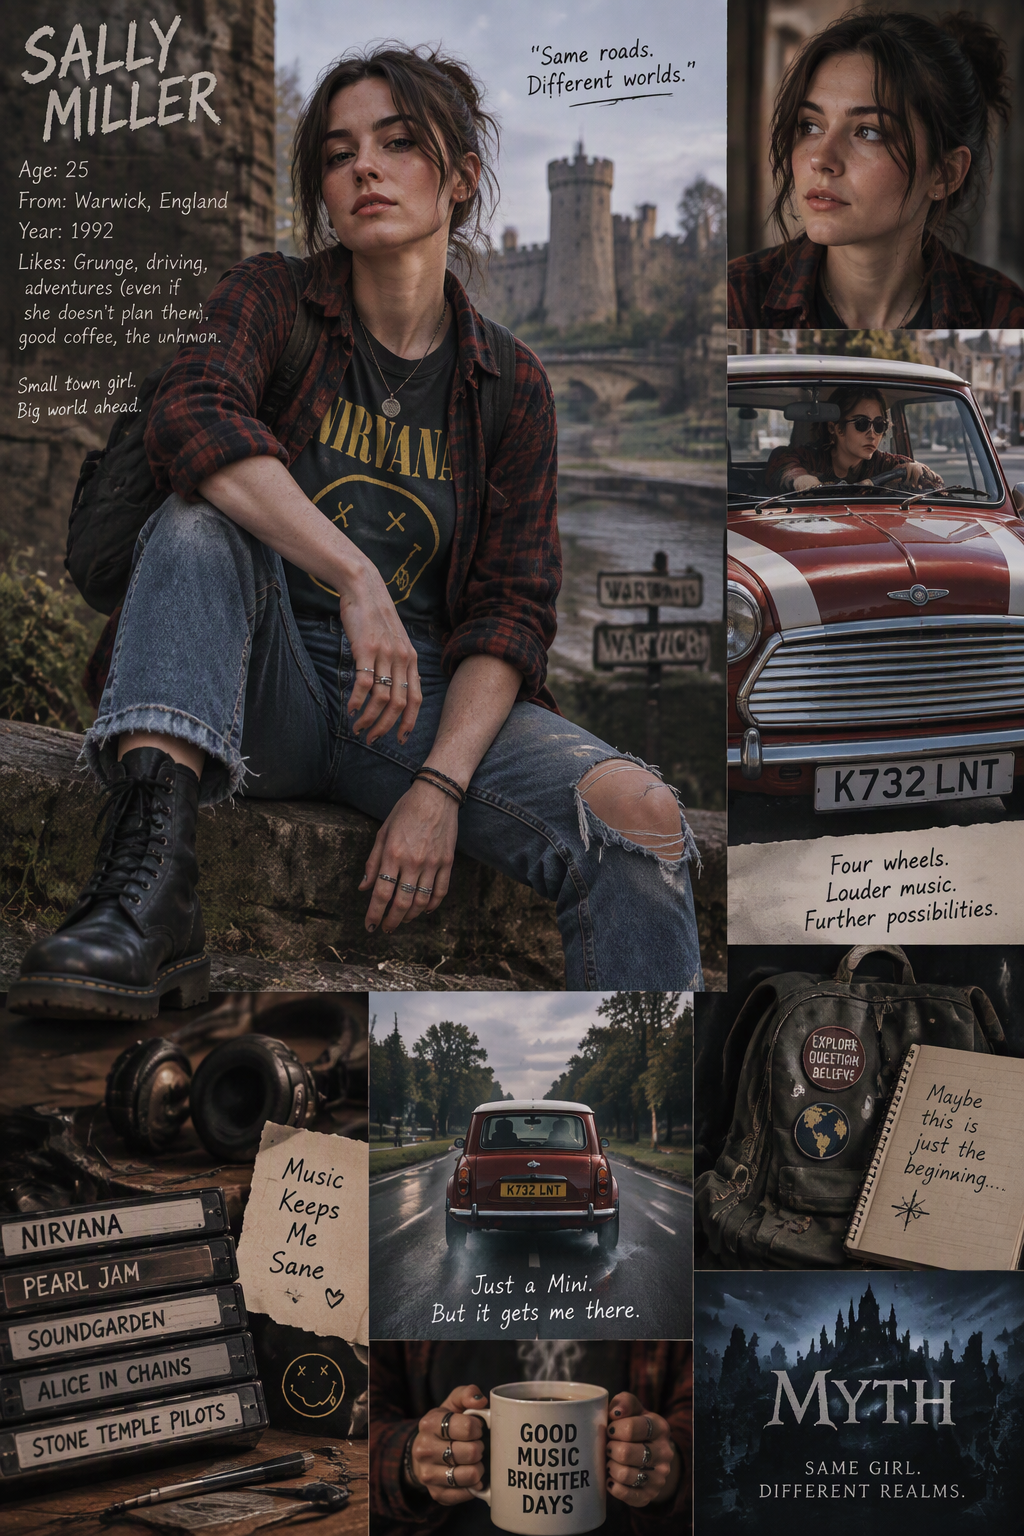 SALLY
MILLER
Age: 25
From: Warwick, England
Year: 1992
Likes: Grunge, driving,
adventures (even if
she doesn't plan them),
good coffee, the
Small town girl.
Big world ahead.
"Same roads.
Different worlds."
NIRVANA
K732 LNT
Four wheels.
Louder music.
Further possibilities.
NIRVANA
PEARL JAM
SOUNDGARDEN
ALICE IN CHAINS
STONE TEMPLE PILOTS
Music
Keeps
Me
Sane
K732 LNT
Just a Mini.
But it gets me there.
GOOD
MUSIC
BRIGHTER
DAYS
EXPLORE
QUESTION
BELIEVE
Maybe
this is
just the
beginning....
MYTH
SAME GIRL.
DIFFERENT REALMS.